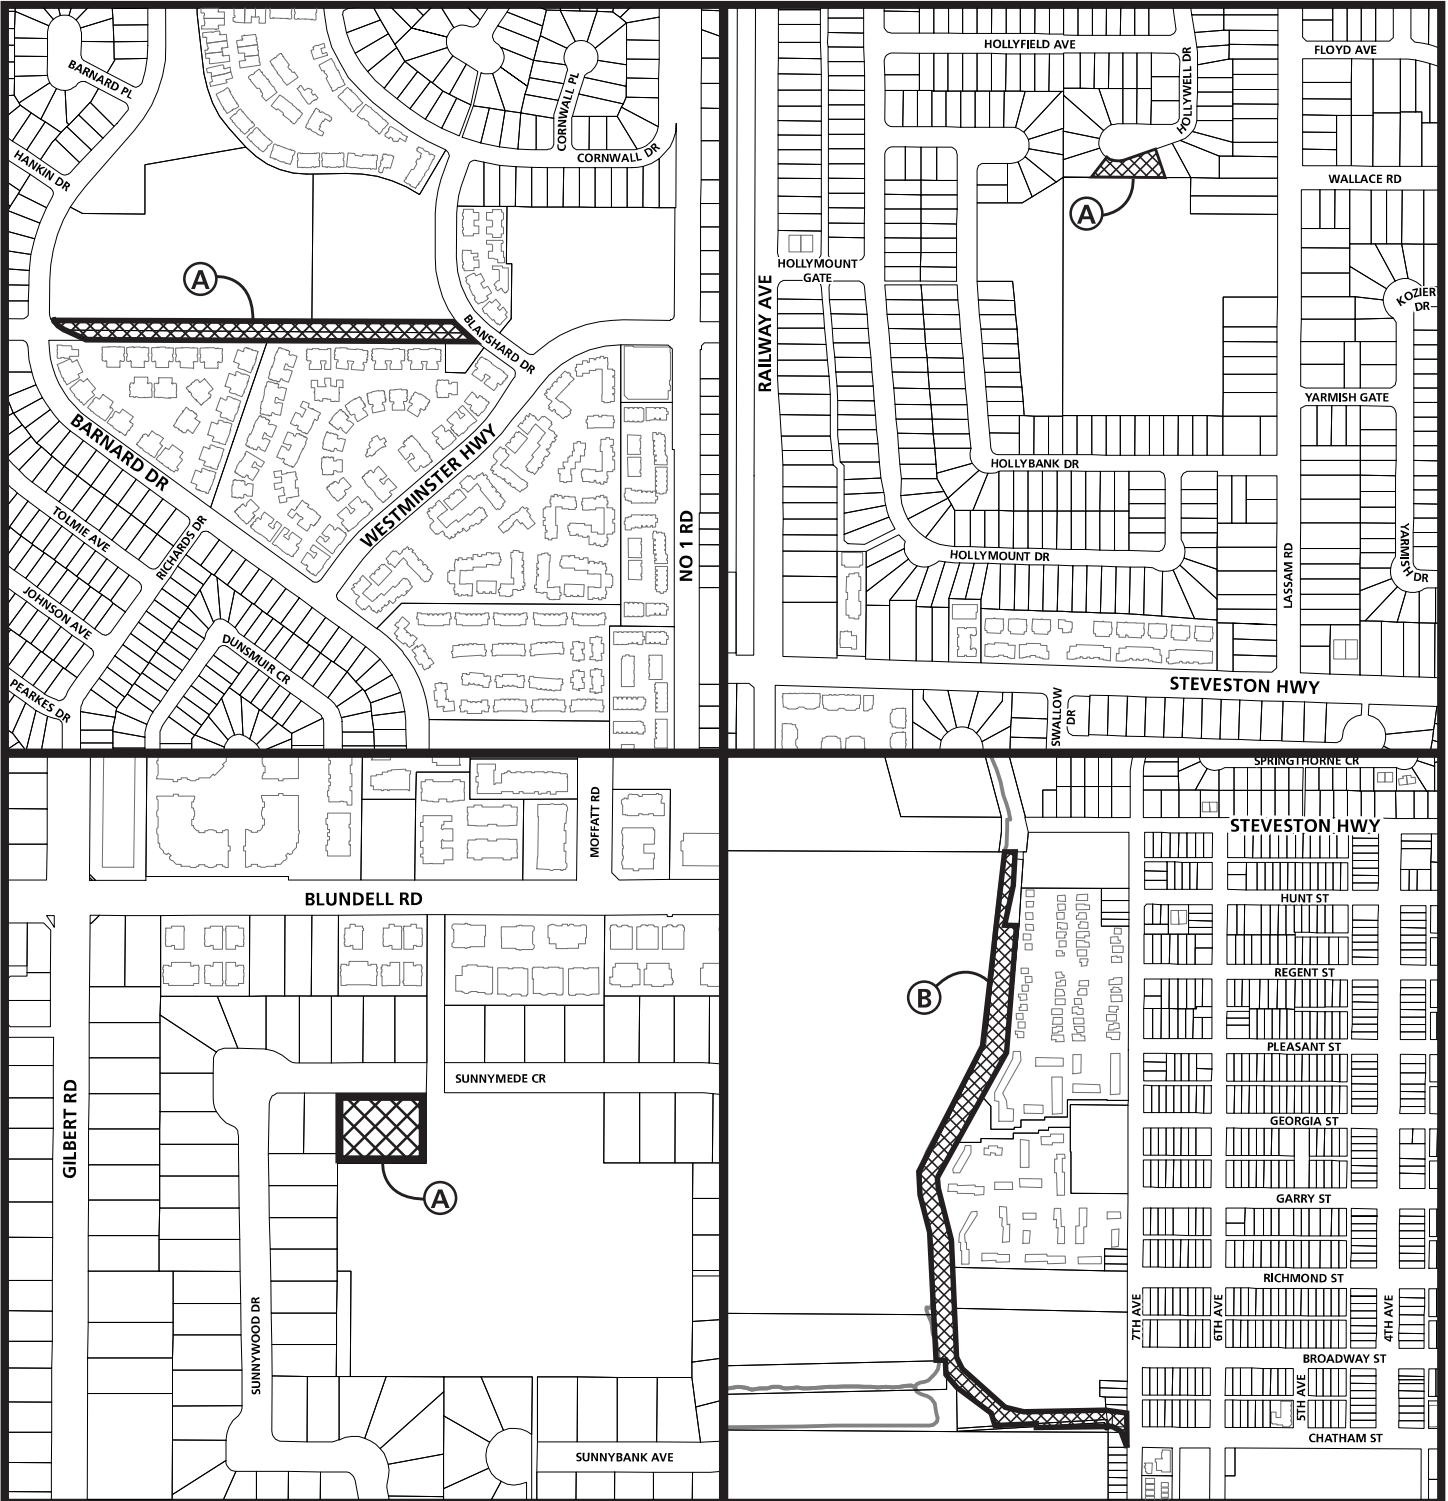 BARNARD PL
CORNWALL PL
CORNWALL DR
HANKIN DR
A
BLANSHARD DR
BARNARD DR
WESTMINSTER HWY
TOLMIE AVE
RICHARDS DR
NO 1 RD
JOHNSON AVE
DUNSMUIR CR
PEARKES DR
HOLLYFIELD AVE
FLOYD AVE
HOLLYWELL DR
WALLACE RD
A
HOLLYMOUNT
GATE
RAILWAY AVE
KOZIER
DR
YARMISH GATE
HOLLYBANK DR
HOLLYMOUNT DR
LASSAM RD
YARMISH DR
STEVESTON HWY
SWALLOW
DR
MOFFATT RD
BLUNDELL RD
SUNNYMEDE CR
GILBERT RD
A
SUNNYWOOD DR
SUNNYBANK AVE
SPRINGTHORNE CR
STEVESTON HWY
HUNT ST
REGENT ST
B
PLEASANT ST
GEORGIA ST
GARRY ST
RICHMOND ST
7TH AVE
6TH AVE
4TH AVE
BROADWAY ST
5TH AVE
CHATHAM ST